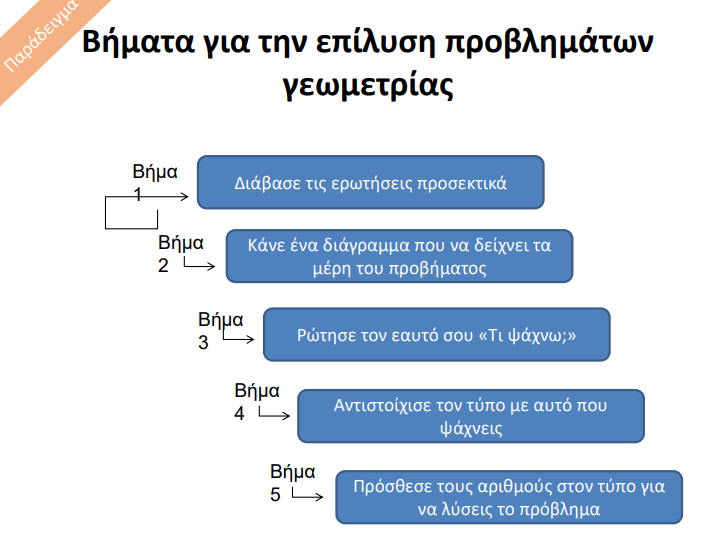 Παράδειγμα
Βήματα για την επίλυση προβλημάτων
γεωμετρίας
Βήμα
1
Διάβασε τις ερωτήσεις προσεκτικά
Βήμα
2
Κάνε ένα διάγραμμα που να δείχνει τα
μέρη του προβήματος
Βήμα
3
Ρώτησε τον εαυτό σου «Τι ψάχνω;»
Βήμα
4
Αντιστοίχισε τον τύπο με αυτό που
ψάχνεις
Βήμα
5
Πρόσθεσε τους αριθμούς στον τύπο για
να λύσεις το πρόβλημα